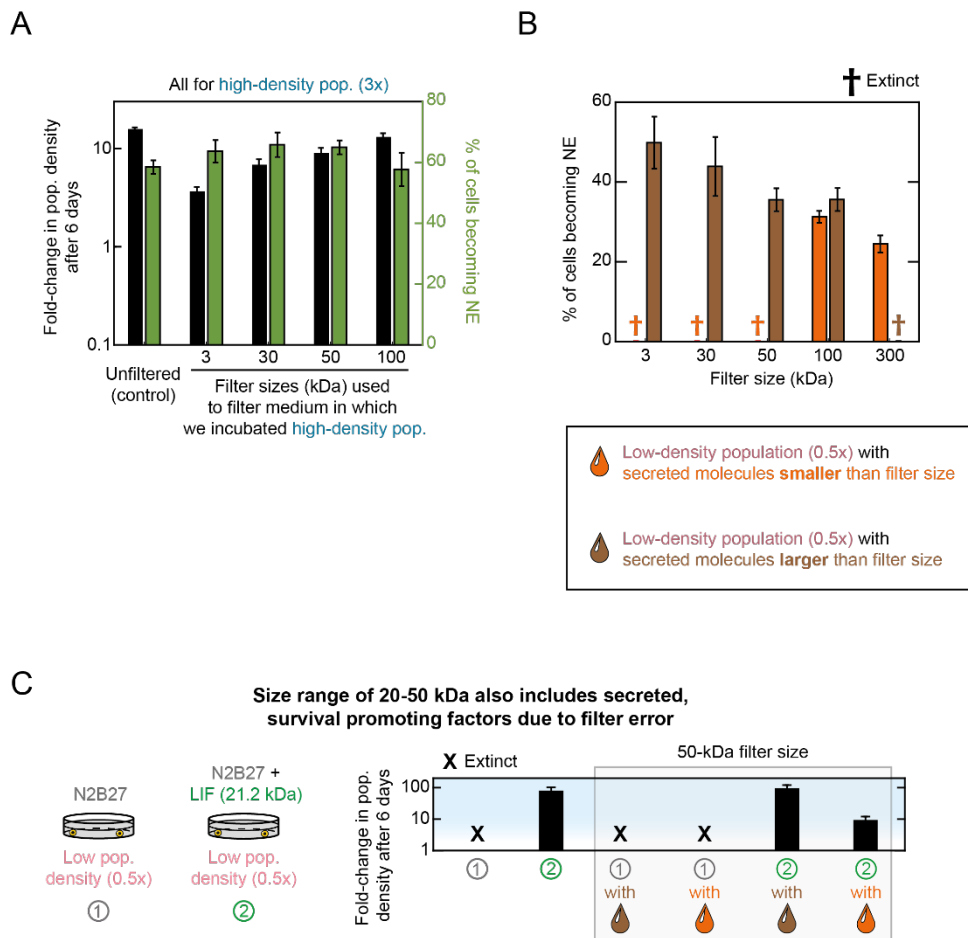 A
All for high-density pop. (3x)
Fold-change in pop. density
after 6 days
10
1
0.1
80
60
40
20
0
% of cells
becoming NE
Unfiltered
(control)
3 30 50 100
Filter sizes (kDa) used
to filter medium in which
we incubated high-density pop.
B
† Extinct
% of cells becoming NE
60
40
20
0
† † † †
3 30 50 100 300
Filter size (kDa)
Low-density population (0.5x) with
secreted molecules smaller than filter size
Low-density population (0.5x) with
secreted molecules larger than filter size
C
Size range of 20-50 kDa also includes secreted,
survival promoting factors due to filter error
N2B27
Low pop.
density (0.5x)
1
N2B27 +
LIF (21.2 kDa)
Low pop.
density (0.5x)
2
X Extinct
50-kDa filter size
Fold-change in pop.
density after 6 days
100
10
1
X X X
1 2 1 1 2 2
with with with with